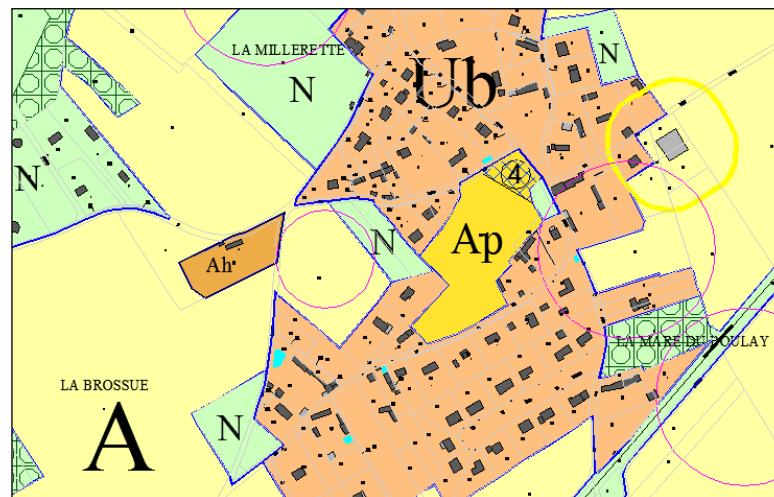 LA MILLERETTE
N
Ub
N
N
4
N
Ap
Ah
LA MARE DU BOULAY
LA BROSSUE
A
N